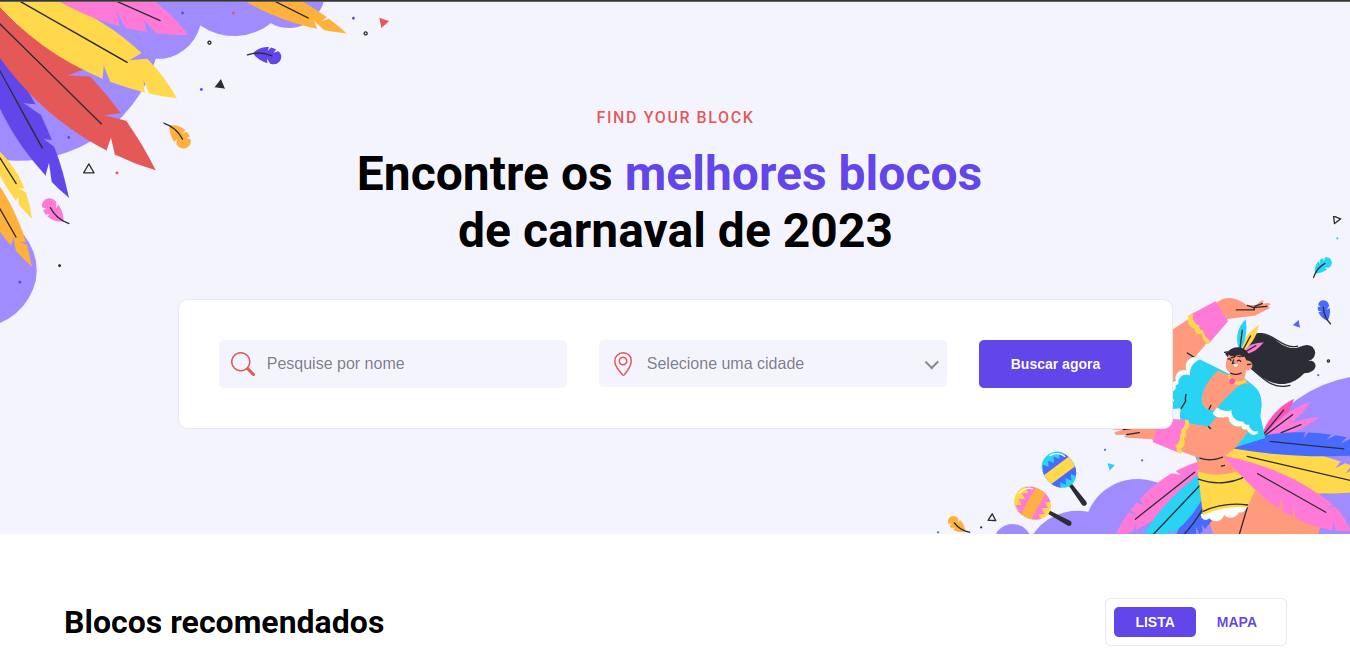 FIND YOUR BLOCK
Encontre os melhores blocos
de carnaval de 2023
Pesquise por nome
Selecione uma cidade
Buscar agora
Blocos recomendados
LISTA
MAPA